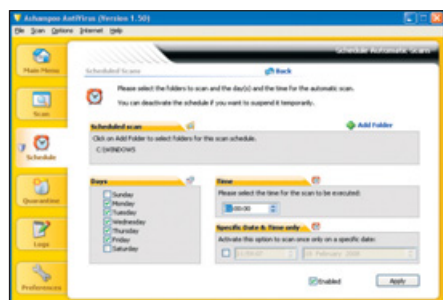 Ashampoo AntiVirus (Version 1.50)
File Scan Options Internet Help
Schedule Automatic Scans
Main Menu
Scheduled Scans
Back
Please select the folders to scan and the day(s) and the time for the automatic scan.
You can deactivate the schedule if you want to suspend it temporarily.
Scan
Scheduled scan
Add Folder
Click on Add Folder to select folders for this scan schedule.
C:\WINDOWS
Schedule
Days
Sunday
Monday
Tuesday
Wednesday
Thursday
Friday
Saturday
Time
Please select the time for the scan to be executed:
:00:00
Specific Date & Time only
Activate this option to scan once only on a specific date:
February
Quarantine
Logs
Preferences
Enabled
Apply